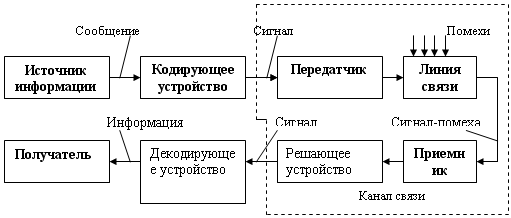 Сообщение
Сигнал
Помехи
Источник
информации
Кодирующее
устройство
Передатчик
Линия
связи
Информация
Сигнал
Сигнал-помеха
Получатель
Декодирующе
е устройство
Решающее
устройство
Приемн
ик
Канал связи